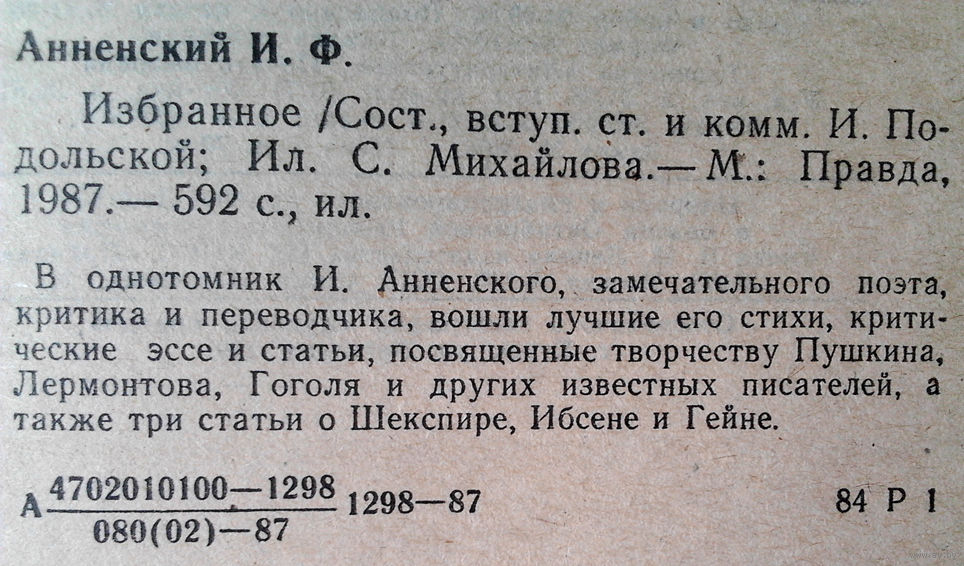 Анненский И. Ф.
Избранное /Сост., вступ. ст. и комм. И. По-
дольской; Ил. С. Михайлова.— М.: Правда,
1987.— 592 с., ил.
В однотомник И. Анненского, замечательного поэта,
критика и переводчика, вошли лучшие его стихи, крити-
ческие эссе и статьи, посвященные творчеству Пушкина,
Лермонтова, Гоголя и других известных писателей, а
также три статьи о Шекспире, Ибсене и Гейне.
4702010100—1298
А 1298—87 84 Р 1
080(02)—87